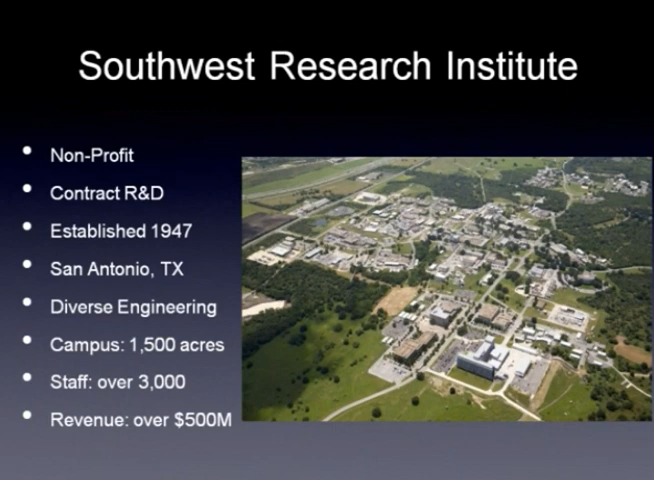 Southwest Research Institute
Non-Profit
Contract R&D
Established 1947
San Antonio, TX
Diverse Engineering
Campus: 1,500 acres
Staff: over 3,000
Revenue: over $500M